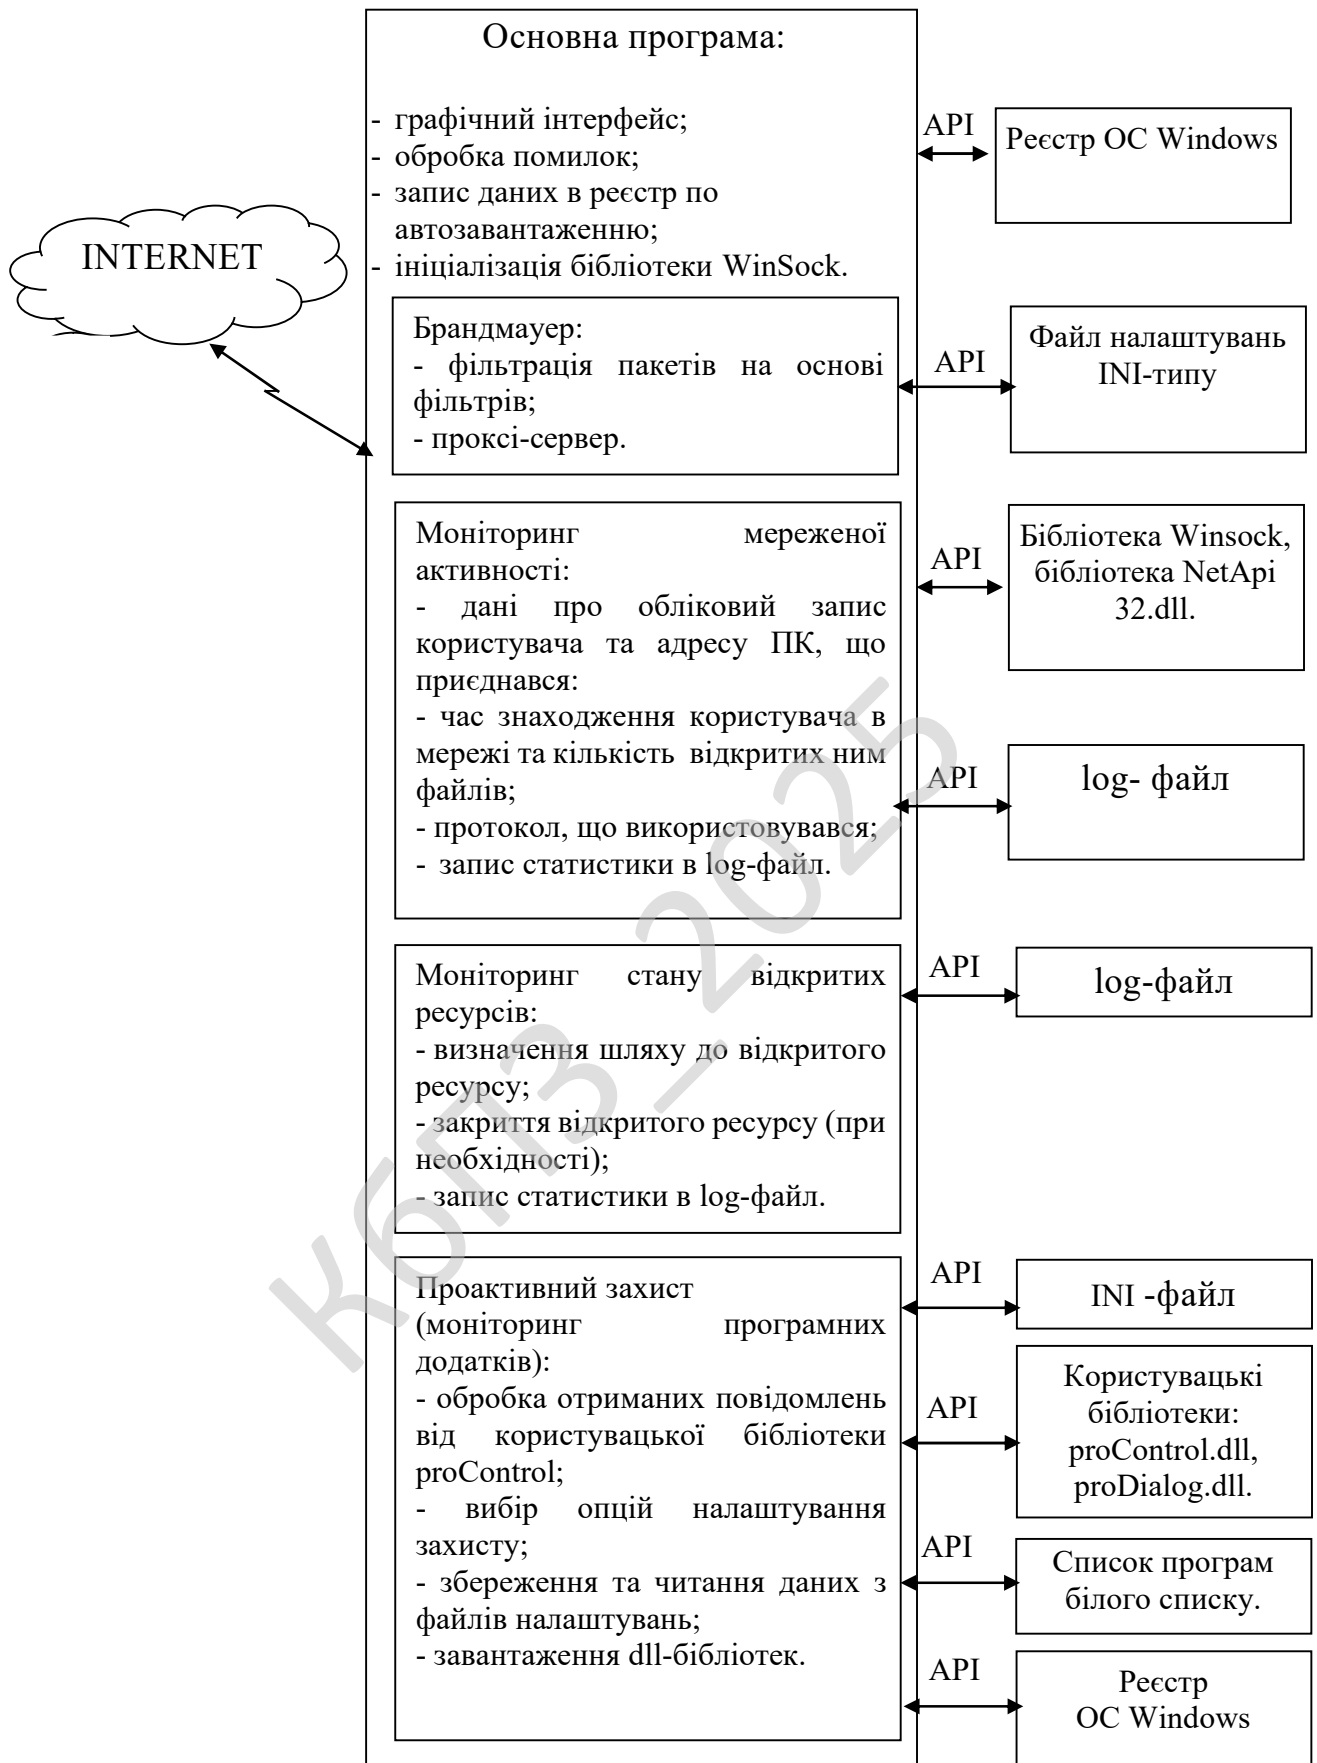 Основна програма:
- графічний інтерфейс;
- обробка помилок;
- запис даних в реєстр по
автозавантаженню;
- ініціалізація бібліотеки WinSock.
INTERNET
API
Реєстр ОС Windows
Брандмауер:
- фільтрація пакетів на основі
фільтрів;
- проксі-сервер.
API
Файл налаштувань
INI-типу
Моніторинг мереженої
активності:
- дані про обліковий запис
користувача та адресу ПК, що
приєднався:
- час знаходження користувача в
мережі та кількість відкритих ним
файлів;
- протокол, що використовувався;
- запис статистики в log-файл.
API
Бібліотека Winsock,
бібліотека NetApi
32.dll.
API
log- файл
Моніторинг стану відкритих
ресурсів:
- визначення шляху до відкритого
ресурсу;
- закриття відкритого ресурсу (при
необхідності);
- запис статистики в log-файл.
API
log-файл
Проактивний захист
(моніторинг програмних
додатків):
- обробка отриманих повідомлень
від користувацької бібліотеки
proControl;
- вибір опцій налаштування
захисту;
- збереження та читання даних з
файлів налаштувань;
- завантаження dll-бібліотек.
API
INI -файл
API
Користувацькі
бібліотеки:
proControl.dll,
proDialog.dll.
API
Список програм
білого списку.
API
Реєстр
ОС Windows
КбПЗ_2025